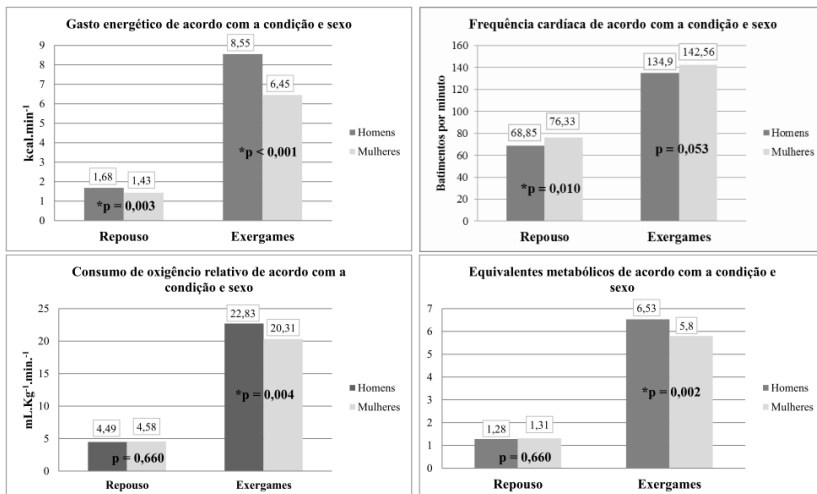 Gasto energético de acordo com a condição e sexo
kcal.min⁻¹
9
8
7
6
5
4
3
2
1
0
1,68
1,43
*p = 0,003
8,55
6,45
*p < 0,001
Repouso
Exergames
Homens
Mulheres
Frequência cardíaca de acordo com a condição e sexo
Batimentos por minuto
160
140
120
100
80
60
40
20
0
68,85
76,33
*p = 0,010
134,9
142,56
p = 0,053
Repouso
Exergames
Homens
Mulheres
Consumo de oxigêncio relativo de acordo com a
condição e sexo
mL.Kg⁻¹.min.⁻¹
25
20
15
10
5
0
4,49
4,58
p = 0,660
22,83
20,31
*p = 0,004
Repouso
Exergames
Homens
Mulheres
Equivalentes metabólicos de acordo com a condição e
sexo
7
6
5
4
3
2
1
0
1,28
1,31
p = 0,660
6,53
5,8
*p = 0,002
Repouso
Exergames
Homens
Mulheres